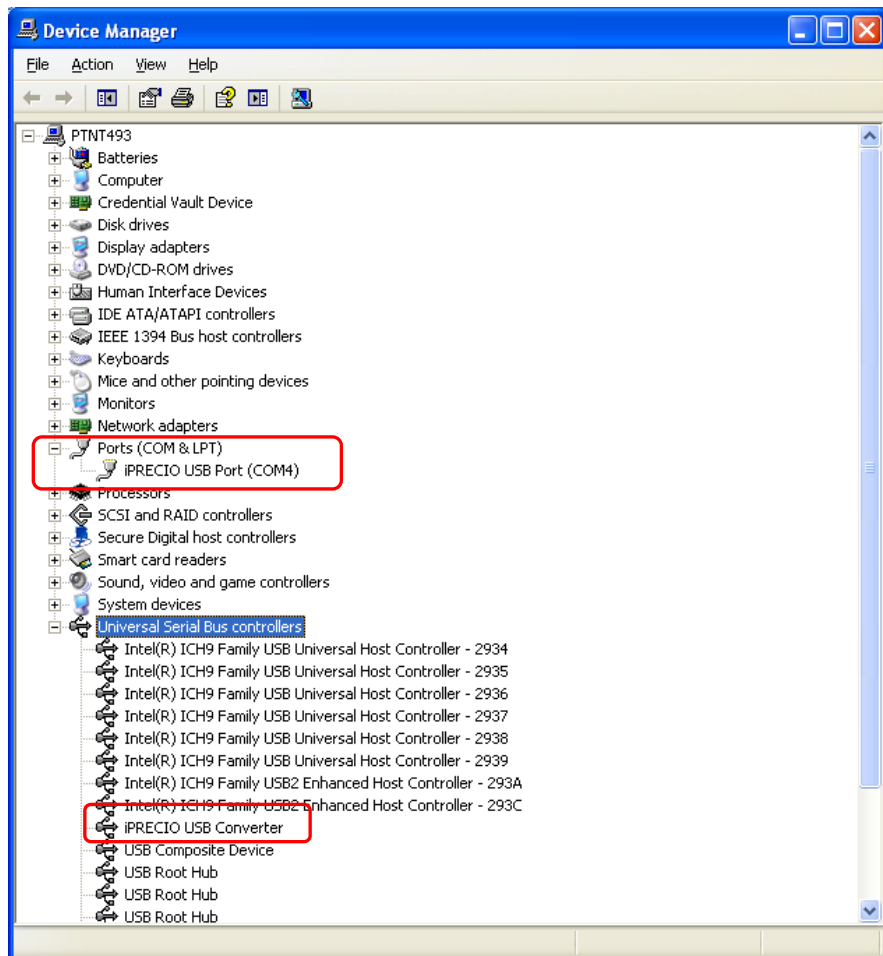 Device Manager
File Action View Help
PTNT493
Batteries
Computer
Credential Vault Device
Disk drives
Display adapters
DVD/CD-ROM drives
Human Interface Devices
IDE ATA/ATAPI controllers
IEEE 1394 Bus host controllers
Keyboards
Mice and other pointing devices
Monitors
Network adapters
Ports (COM & LPT)
iPRECIO USB Port (COM4)
Processors
SCSI and RAID controllers
Secure Digital host controllers
Smart card readers
Sound, video and game controllers
System devices
Universal Serial Bus controllers
Intel(R) ICH9 Family USB Universal Host Controller - 2934
Intel(R) ICH9 Family USB Universal Host Controller - 2935
Intel(R) ICH9 Family USB Universal Host Controller - 2936
Intel(R) ICH9 Family USB Universal Host Controller - 2937
Intel(R) ICH9 Family USB Universal Host Controller - 2938
Intel(R) ICH9 Family USB Universal Host Controller - 2939
Intel(R) ICH9 Family USB2 Enhanced Host Controller - 293A
Intel(R) ICH9 Family USB2 Enhanced Host Controller - 293C
iPRECIO USB Converter
USB Composite Device
USB Root Hub
USB Root Hub
USB Root Hub